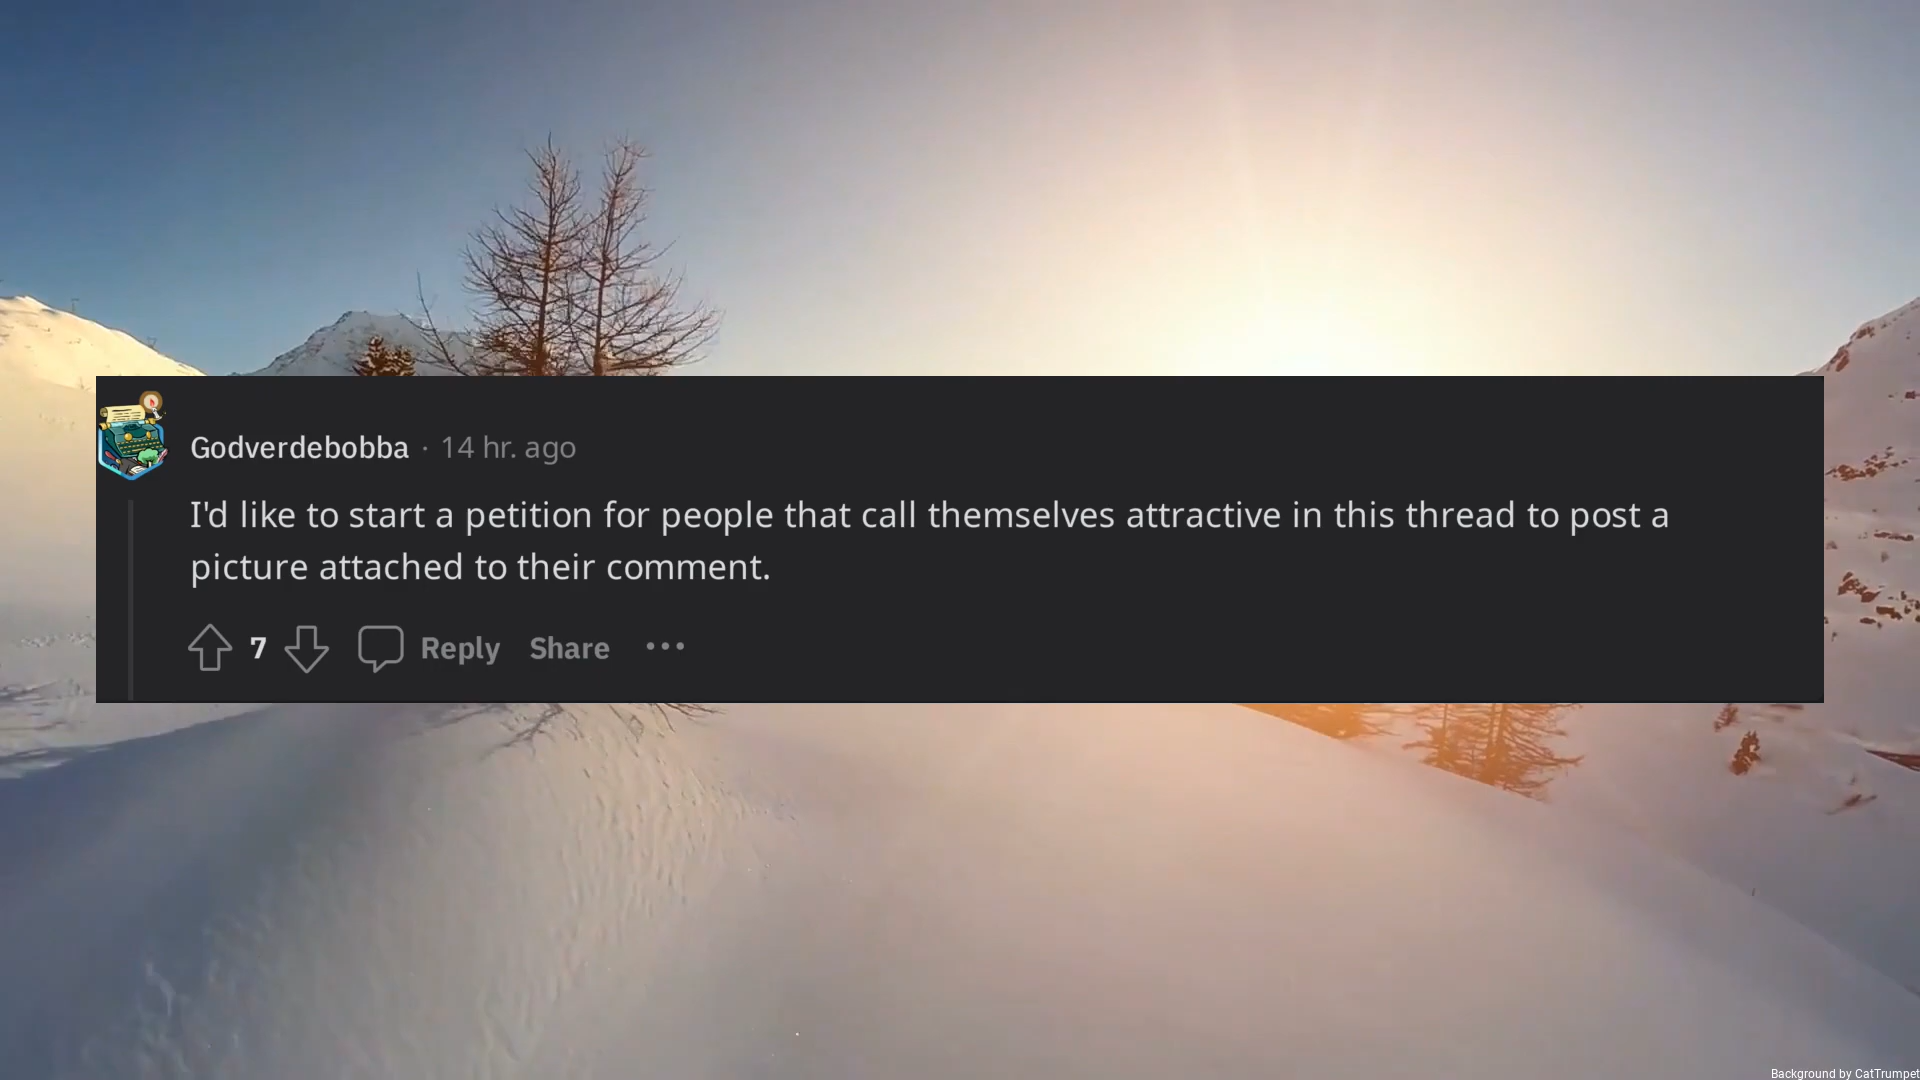 Godverdebobba · 14 hr. ago
I'd like to start a petition for people that call themselves attractive in this thread to post a
picture attached to their comment.
7 Reply Share ···
Background by CatTrumpet